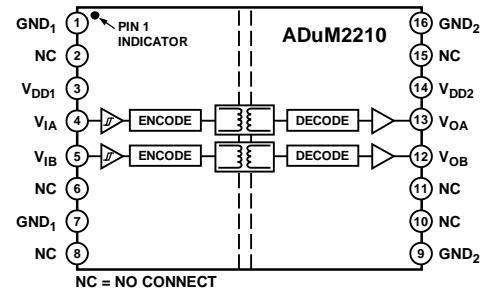 GND1 1 PIN 1 INDICATOR ADuM2210 16 GND2
NC 2 15 NC
VDD1 3 14 VDD2
VIA 4 ENCODE DECODE 13 VOA
VIB 5 ENCODE DECODE 12 VOB
NC 6 11 NC
GND1 7 10 NC
NC 8 9 GND2
NC = NO CONNECT